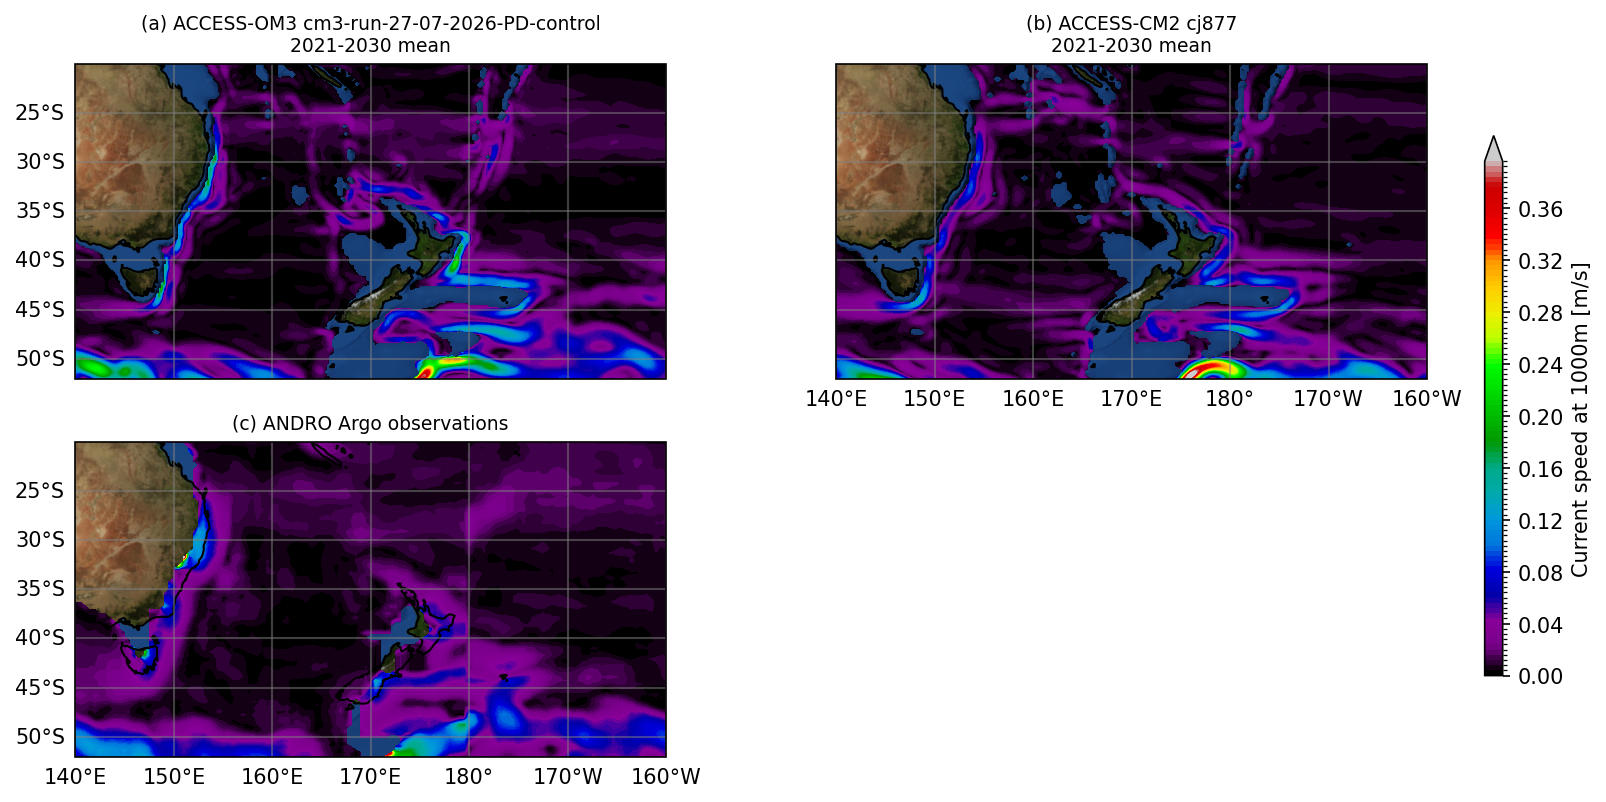 (a) ACCESS-OM3 cm3-run-27-07-2026-PD-control
2021-2030 mean
(b) ACCESS-CM2 cj877
2021-2030 mean
25°S
30°S
35°S
40°S
45°S
50°S
140°E 150°E 160°E 170°E 180° 170°W 160°W
(c) ANDRO Argo observations
25°S
30°S
35°S
40°S
45°S
50°S
140°E 150°E 160°E 170°E 180° 170°W 160°W
0.36
0.32
0.28
0.24
0.20
0.16
0.12
0.08
0.04
0.00
Current speed at 1000m [m/s]